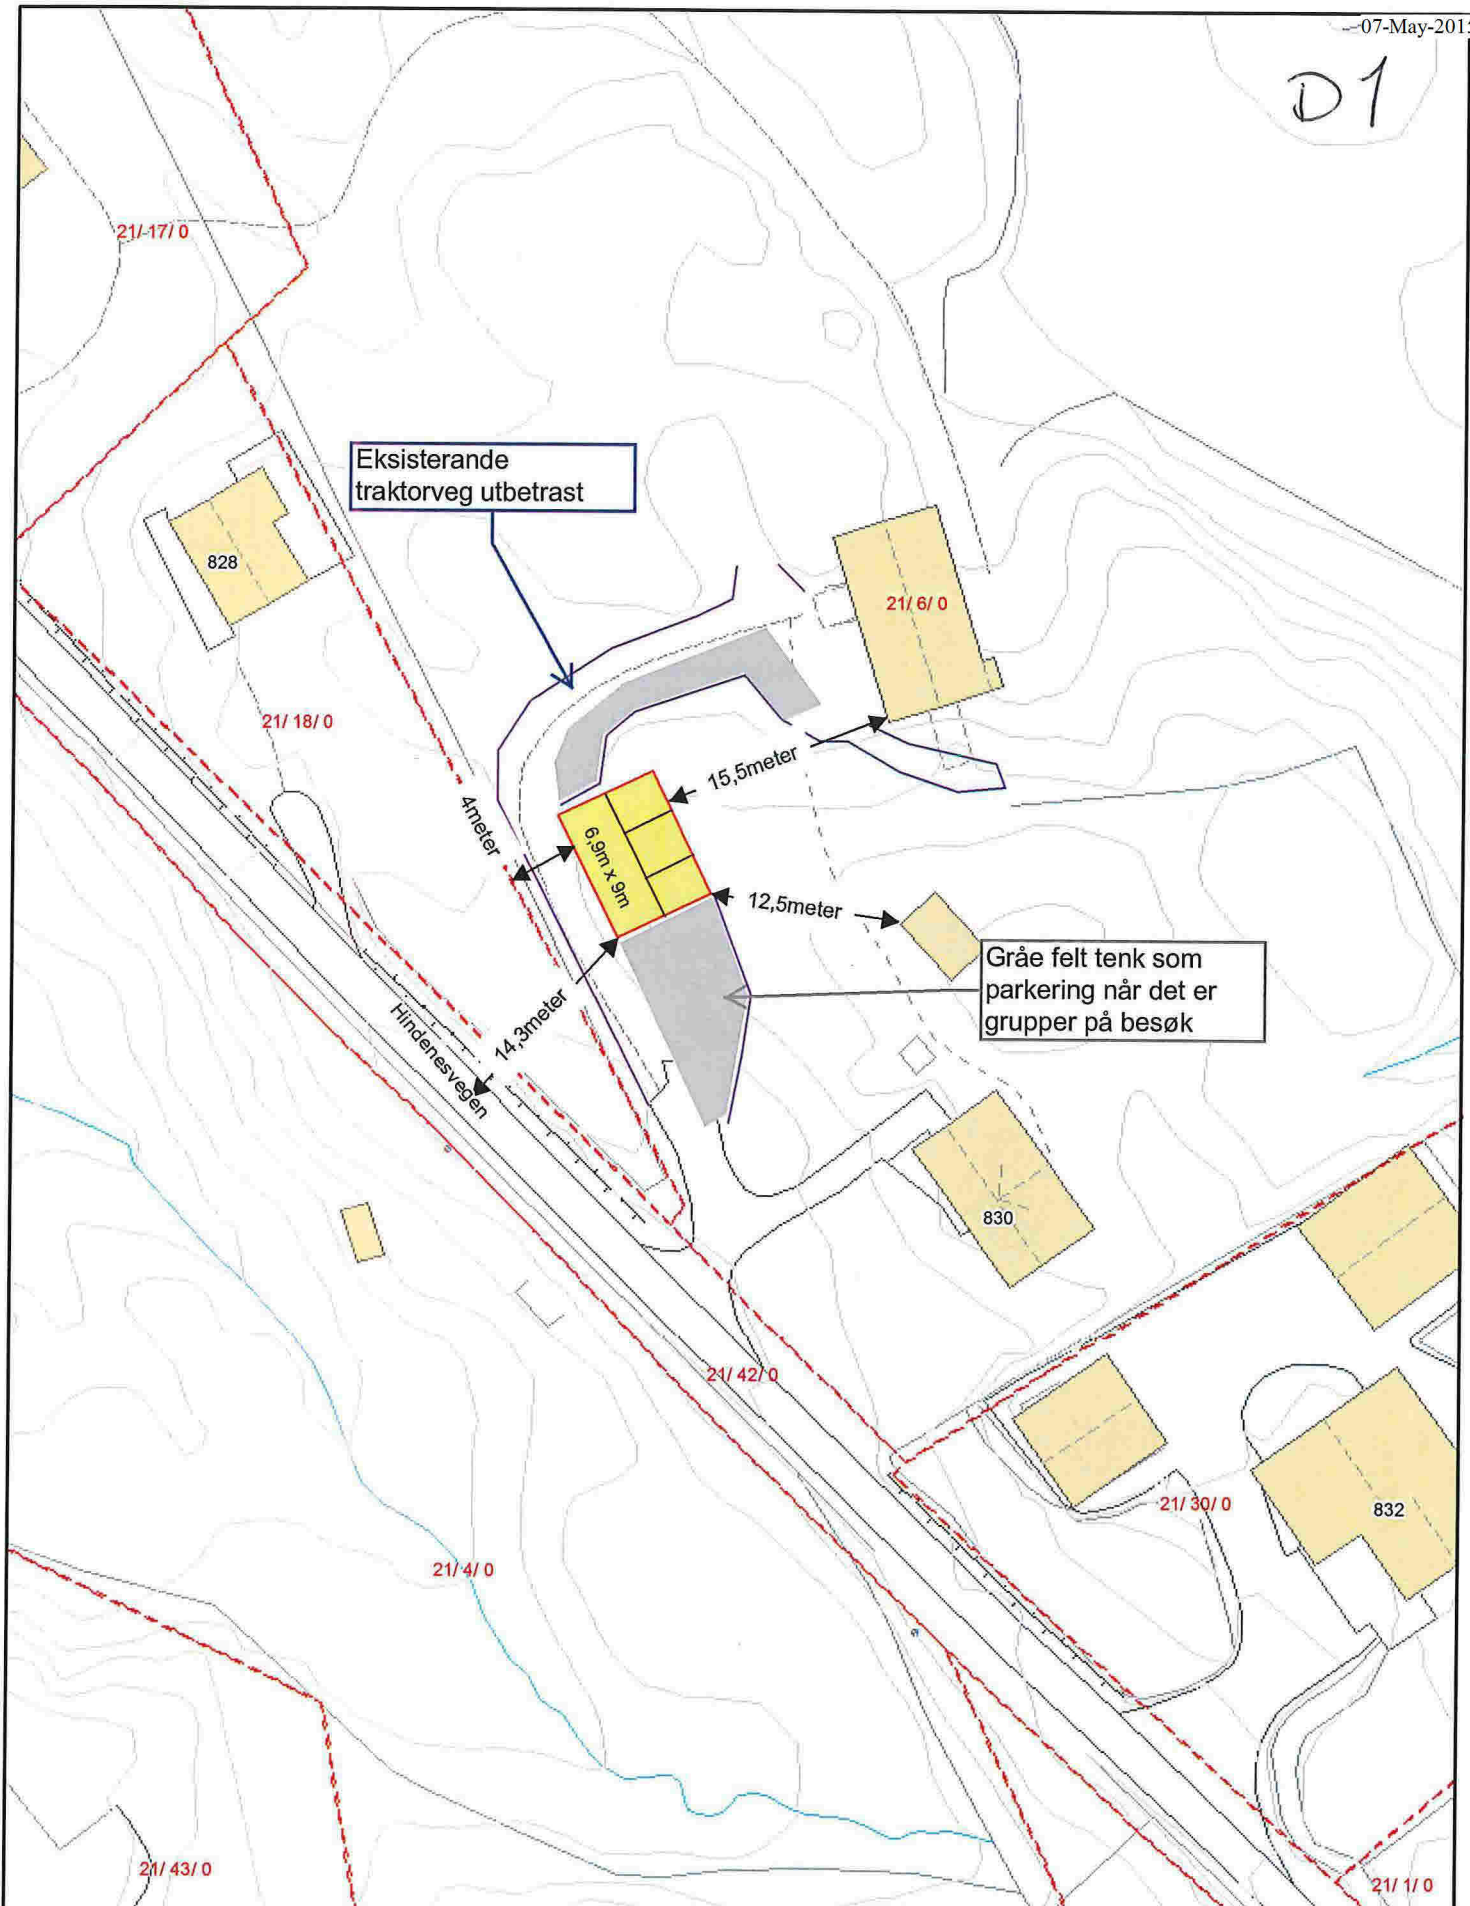 07-May-201
D1
21/ 17/ 0
Eksisterande
traktorveg utbetrast
828
21/ 6/ 0
21/ 18/ 0
15,5meter
4meter
6,9m x 9m
12,5meter
Gråe felt tenk som
parkering når det er
grupper på besøk
14,3meter
Hindenesvegen
830
21/ 42/ 0
21/ 30/ 0
832
21/ 4/ 0
21/ 43/ 0
21/ 1/ 0